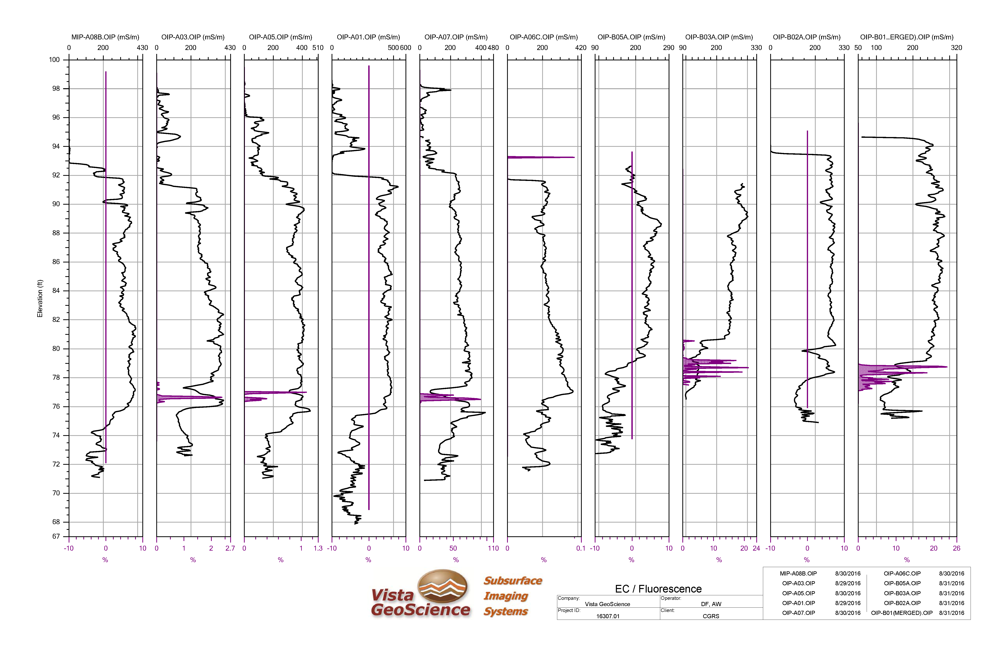 MIP-A08B.OIP (mS/m) OIP-A03.OIP (mS/m) OIP-A05.OIP (mS/m) OIP-A01.OIP (mS/m) OIP-A07.OIP (mS/m) OIP-A06C.OIP (mS/m) OIP-B05A.OIP (mS/m) OIP-B03A.OIP (mS/m) OIP-B02A.OIP (mS/m) OIP-B01...ERGED).OIP (mS/m)
0 200 430 0 200 430 0 200 400 510 0 500 600 0 200 400 480 0 200 420 90 200 290 90 200 330 0 200 330 50 100 200 320
100
98
96
94
92
90
88
86
Elevation (ft)
84
82
80
78
76
74
72
70
68
67
-10 0 10 0 1 2 2.7 0 1 1.3 -10 0 10 0 50 110 0 0.1 -10 0 10 0 10 20 24 -10 0 10 0 10 20 26
% % % % % % % % % %
Vista GeoScience
Subsurface
Imaging
Systems
EC / Fluorescence
Company: Vista GeoScience Operator: DF, AW
Project ID: 16307.01 Client: CGRS
MIP-A08B.OIP 8/30/2016 OIP-A06C.OIP 8/30/2016
OIP-A03.OIP 8/29/2016 OIP-B05A.OIP 8/31/2016
OIP-A05.OIP 8/30/2016 OIP-B03A.OIP 8/31/2016
OIP-A01.OIP 8/29/2016 OIP-B02A.OIP 8/31/2016
OIP-A07.OIP 8/30/2016 OIP-B01(MERGED).OIP 8/31/2016